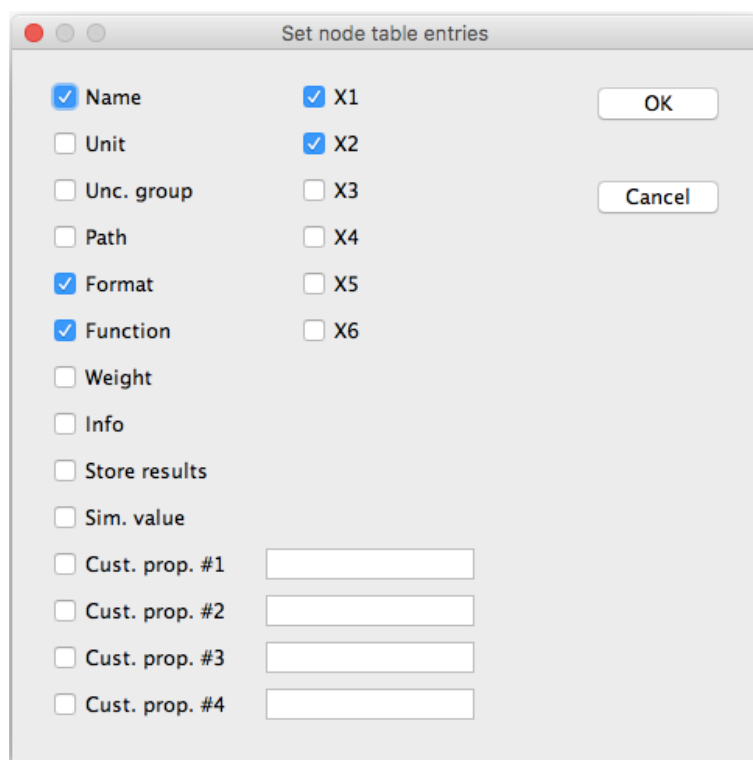 Set node table entries
Name X1 OK
Unit X2
Unc. group X3 Cancel
Path X4
Format X5
Function X6
Weight
Info
Store results
Sim. value
Cust. prop. #1
Cust. prop. #2
Cust. prop. #3
Cust. prop. #4